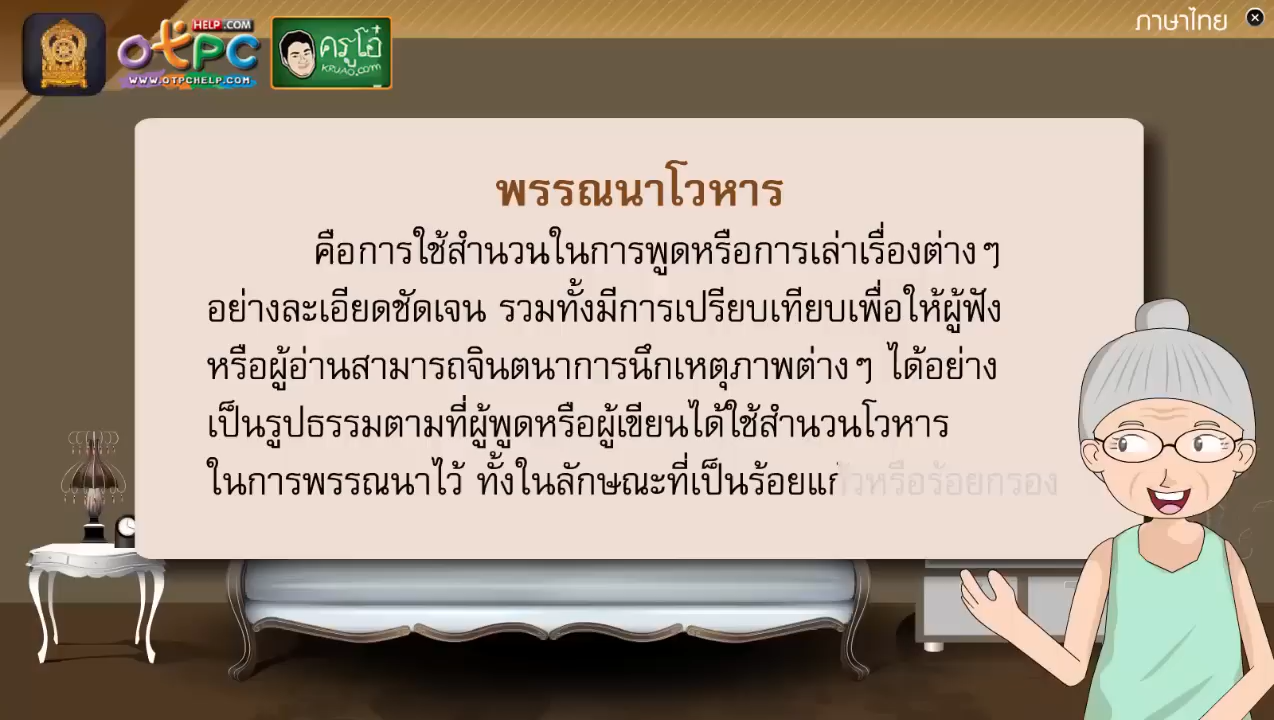 ภาษาไทย
HELP.COM
OTPC
WWW.OTPCHELP.COM
ครูโอ๋
KRUAO.COM
พรรณนาโวหาร
คือการใช้สำนวนในการพูดหรือการเล่าเรื่องต่างๆ
อย่างละเอียดชัดเจน รวมทั้งมีการเปรียบเทียบเพื่อให้ผู้ฟัง
หรือผู้อ่านสามารถจินตนาการนึกเหตุภาพต่างๆ ได้อย่าง
เป็นรูปธรรมตามที่ผู้พูดหรือผู้เขียนได้ใช้สำนวนโวหาร
ในการพรรณนาไว้ ทั้งในลักษณะที่เป็นร้อยแก้วหรือร้อยกรอง